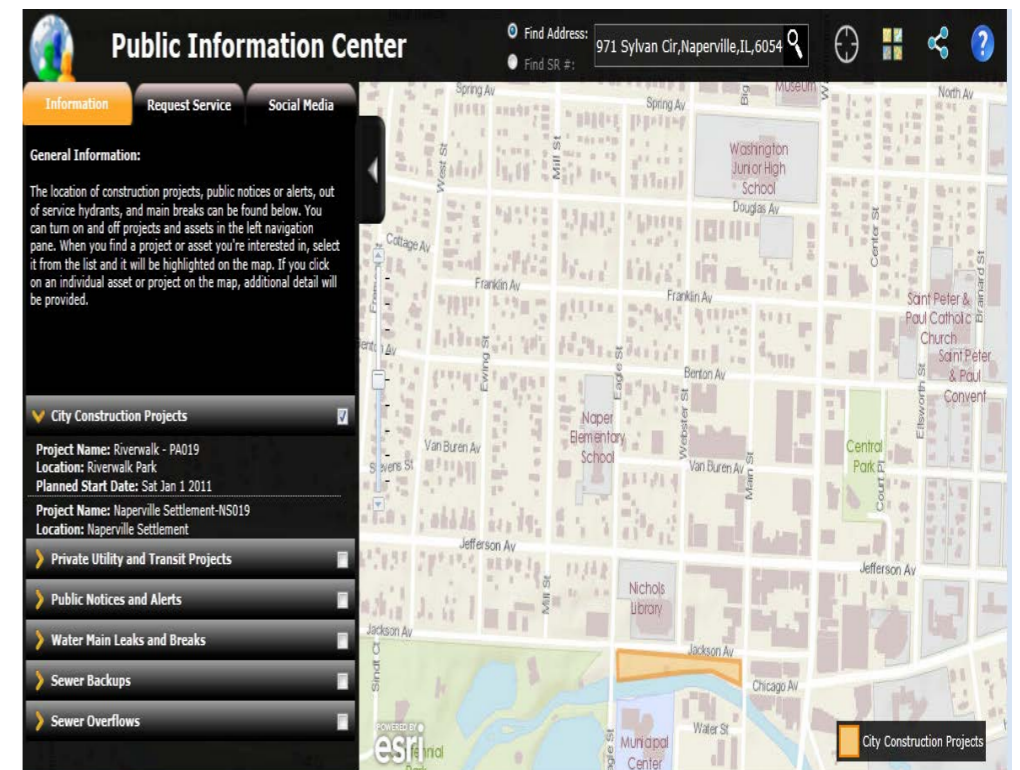 Public Information Center
Find Address:
971 Sylvan Cir,Naperville,IL,6054
Find SR #:
?
Information
Request Service
Social Media
General Information:
The location of construction projects, public notices or alerts, out
of service hydrants, and main breaks can be found below. You
can turn on and off projects and assets in the left navigation
pane. When you find a project or asset you're interested in, select
it from the list and it will be highlighted on the map. If you click
on an individual asset or project on the map, additional detail will
be provided.
City Construction Projects
Project Name: Riverwalk - PA019
Location: Riverwalk Park
Planned Start Date: Sat Jan 1 2011
Project Name: Naperville Settlement-NS019
Location: Naperville Settlement
Private Utility and Transit Projects
Public Notices and Alerts
Water Main Leaks and Breaks
Sewer Backups
Sewer Overflows
Spring Av
Spring Av
Big
Museum
North Av
West St
Mill St
Washington
Junior High
School
Douglas Av
Center St
Brainard St
Cottage Av
Franklin Av
Franklin Av
Saint Peter &
Paul Catholic
Church
Saint Peter
& Paul
Convent
Ewing St
Eagle St
Benton Av
Webster St
Ellsworth St
Naper
Elementary
School
Central
Park
Court Pl
Van Buren Av
Van Buren Av
Main St
Jefferson Av
Jefferson Av
Mill St
Nichols
Library
Jackson Av
Jackson Av
Sindt Ct
Chicago Av
Water St
Municipal
Center
POWERED BY
esri
City Construction Projects